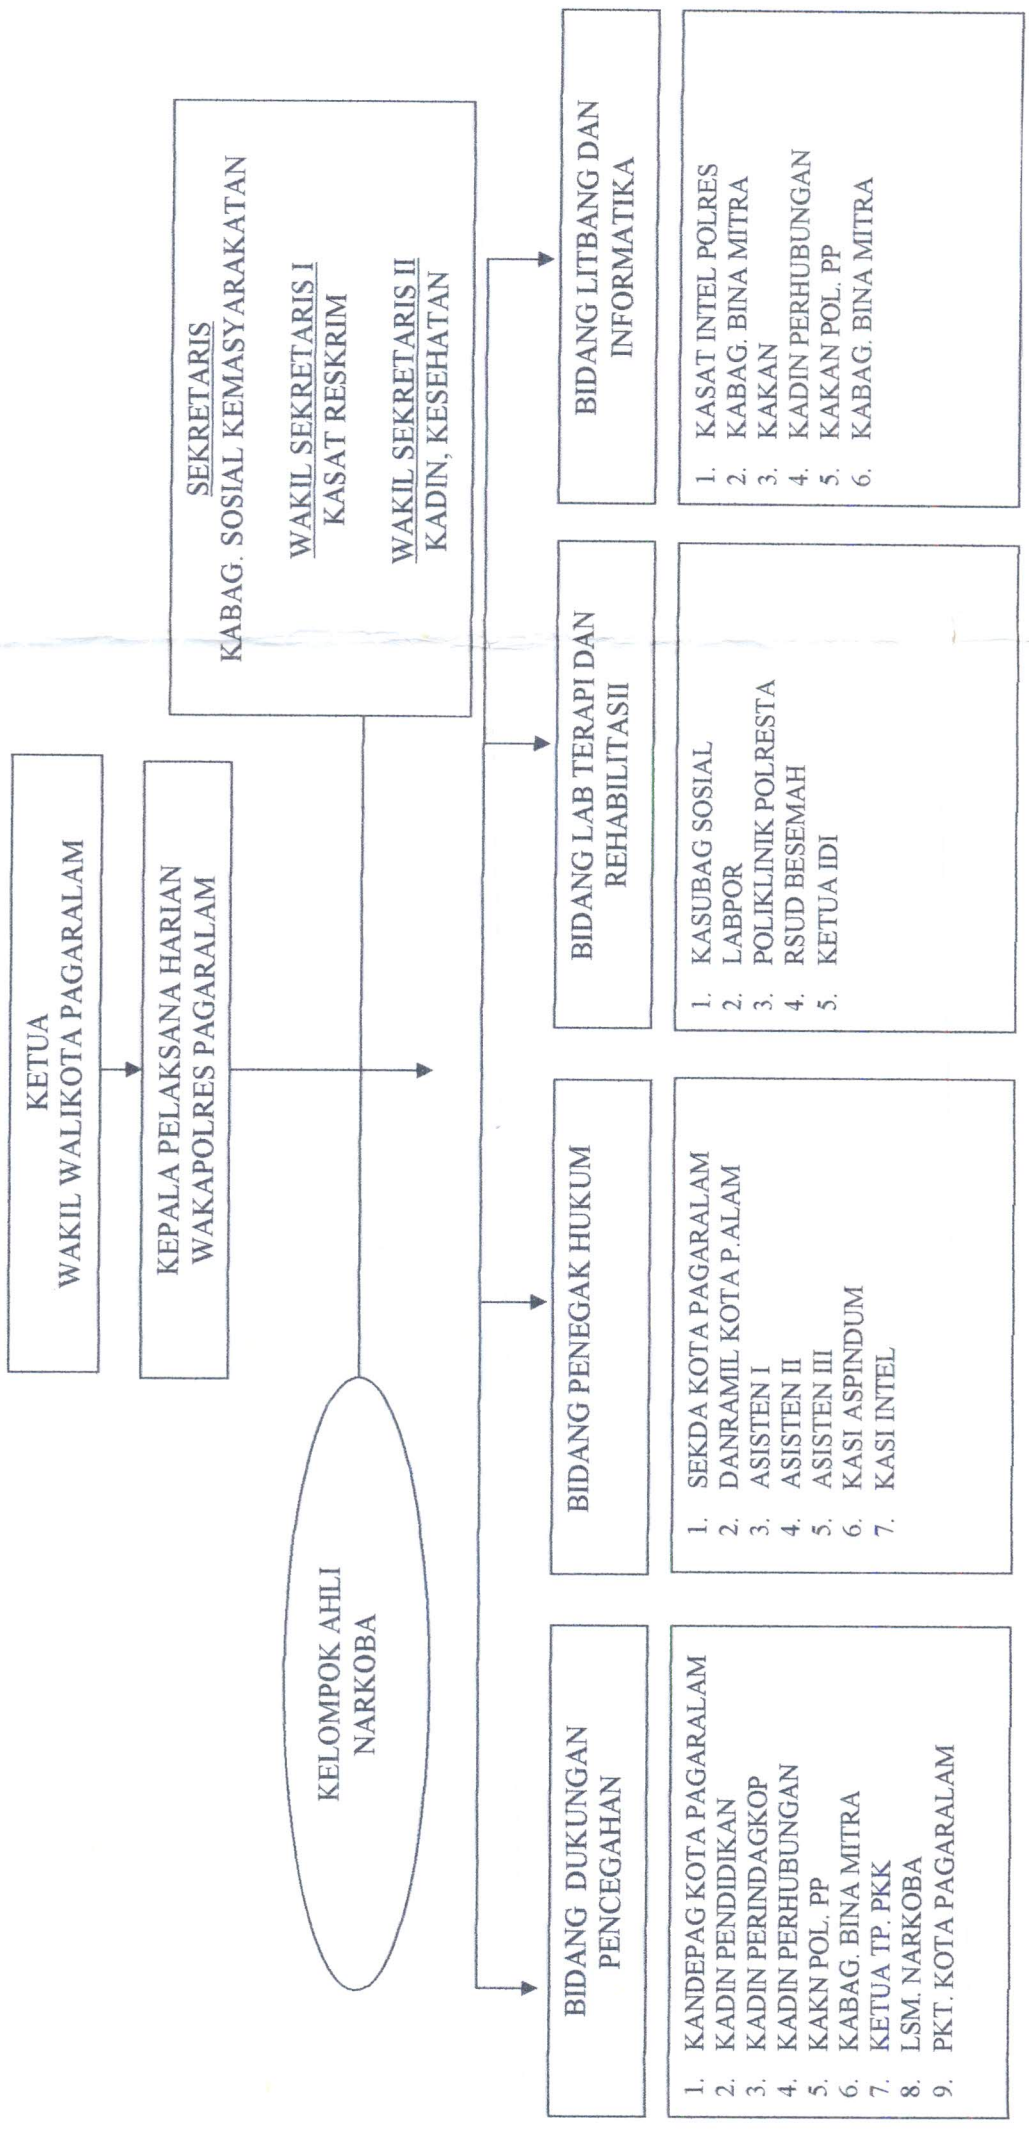 KETUA
WAKIL WALIKOTA PAGARALAM
KEPALA PELAKSANA HARIAN
WAKAPOLRES PAGARALAM
SEKRETARIS
KABAG. SOSIAL KEMASYARAKATAN
WAKIL SEKRETARIS I
KASAT RESKRIM
WAKIL SEKRETARIS II
KADIN, KESEHATAN
KELOMPOK AHLI
NARKOBA
BIDANG DUKUNGAN
PENCEGAHAN
1. KANDEPAG KOTA PAGARALAM
2. KADIN PENDIDIKAN
3. KADIN PERINDAGKOP
4. KADIN PERHUBUNGAN
5. KAKN POL. PP
6. KABAG. BINA MITRA
7. KETUA TP. PKK
8. LSM. NARKOBA
9. PKT. KOTA PAGARALAM
BIDANG PENEGAK HUKUM
1. SEKDA KOTA PAGARALAM
2. DANRAMIL KOTA P.ALAM
3. ASISTEN I
4. ASISTEN II
5. ASISTEN III
6. KASI ASPINDUM
7. KASI INTEL
BIDANG LAB TERAPI DAN
REHABILITASII
1. KASUBAG SOSIAL
2. LABPOR
3. POLIKLINIK POLRESTA
4. RSUD BESEMAH
5. KETUA IDI
BIDANG LITBANG DAN
INFORMATIKA
1. KASAT INTEL POLRES
2. KABAG. BINA MITRA
3. KAKAN
4. KADIN PERHUBUNGAN
5. KAKAN POL. PP
6. KABAG. BINA MITRA